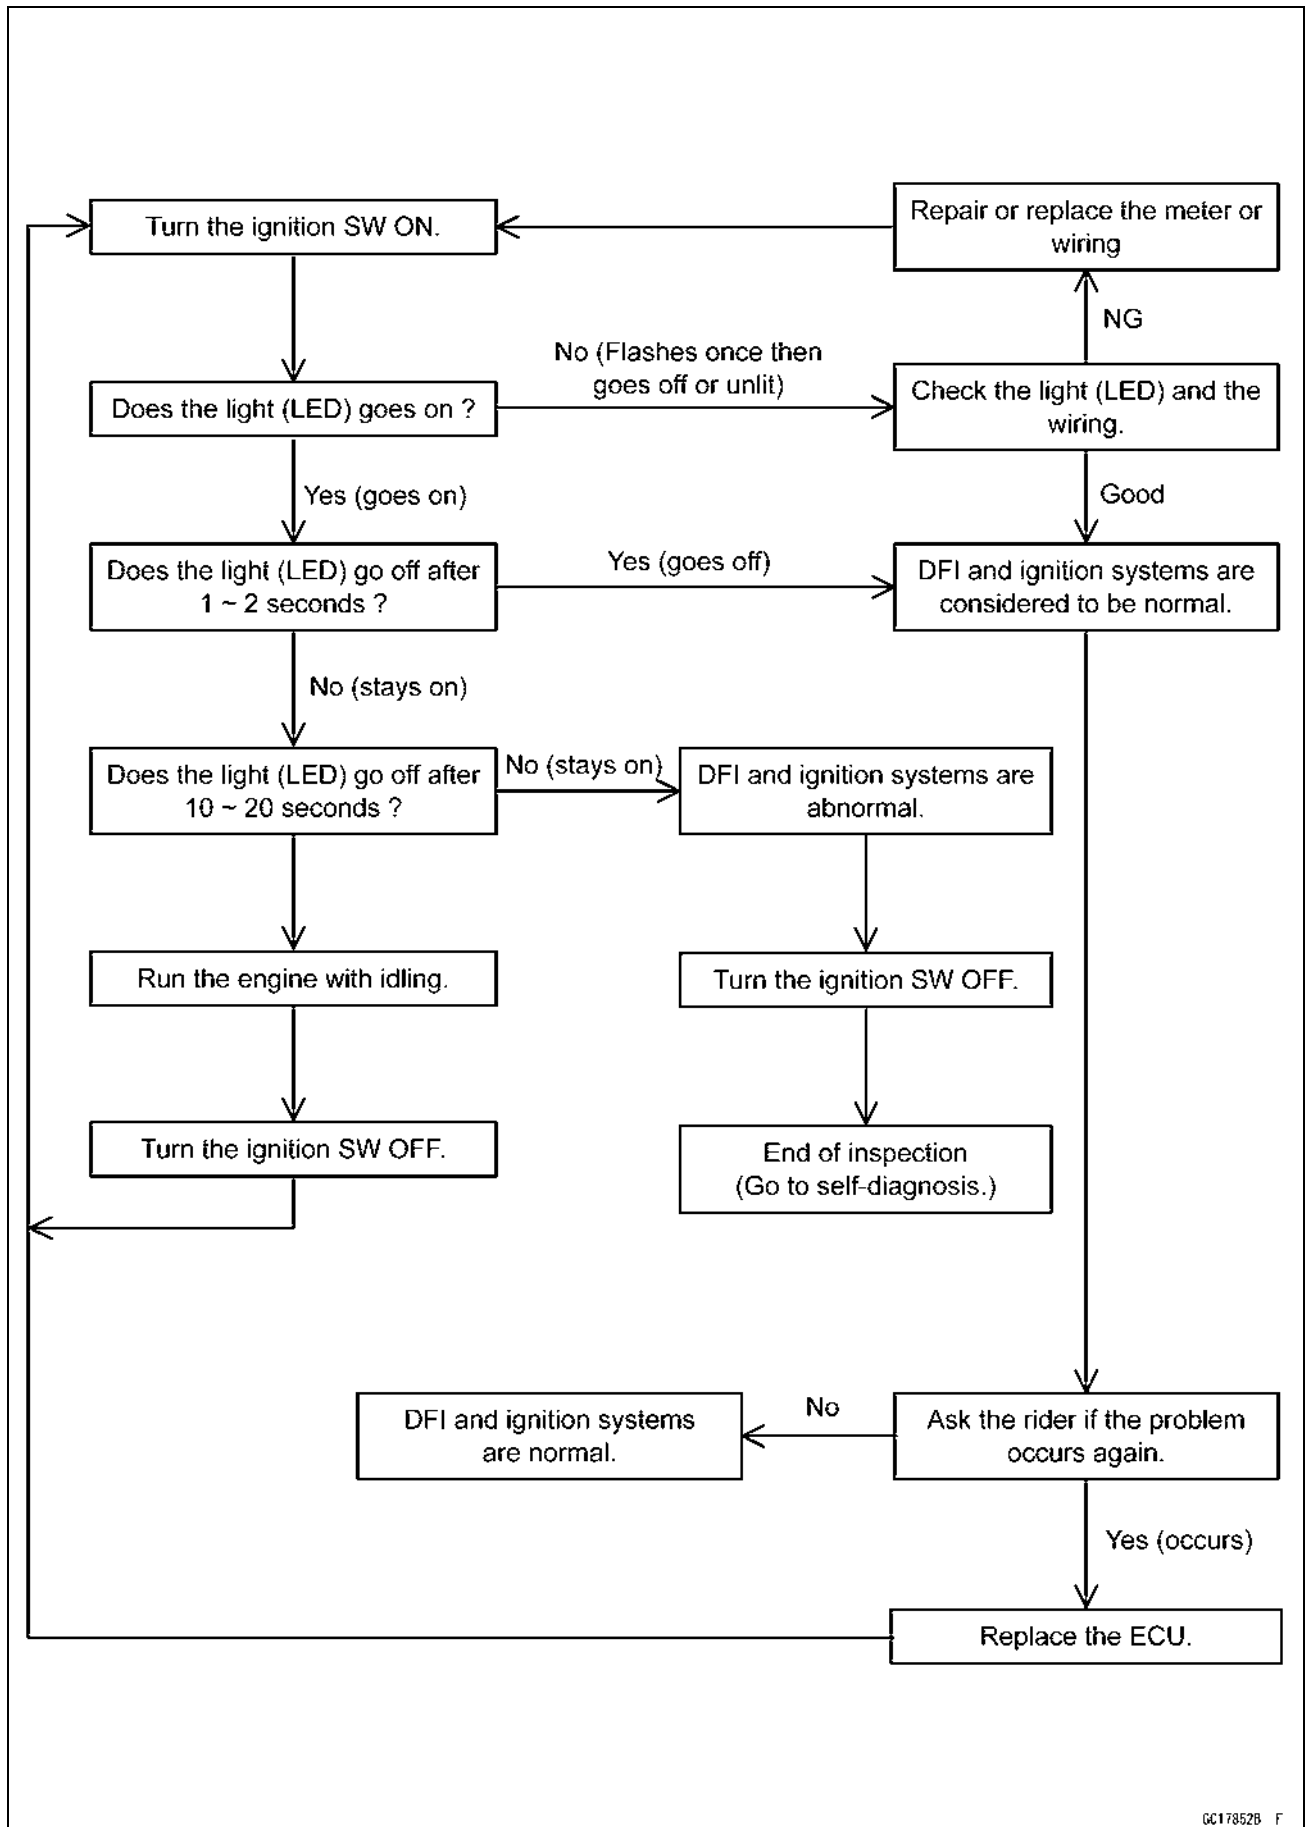 Turn the ignition SW ON.
Repair or replace the meter or
wiring
NG
No (Flashes once then
goes off or unlit)
Does the light (LED) goes on ?
Check the light (LED) and the
wiring.
Yes (goes on)
Good
Does the light (LED) go off after
1 ~ 2 seconds ?
Yes (goes off)
DFI and ignition systems are
considered to be normal.
No (stays on)
Does the light (LED) go off after
10 ~ 20 seconds ?
No (stays on)
DFI and ignition systems are
abnormal.
Run the engine with idling.
Turn the ignition SW OFF.
Turn the ignition SW OFF.
End of inspection
(Go to self-diagnosis.)
DFI and ignition systems
are normal.
No
Ask the rider if the problem
occurs again.
Yes (occurs)
Replace the ECU.
GC17852B F